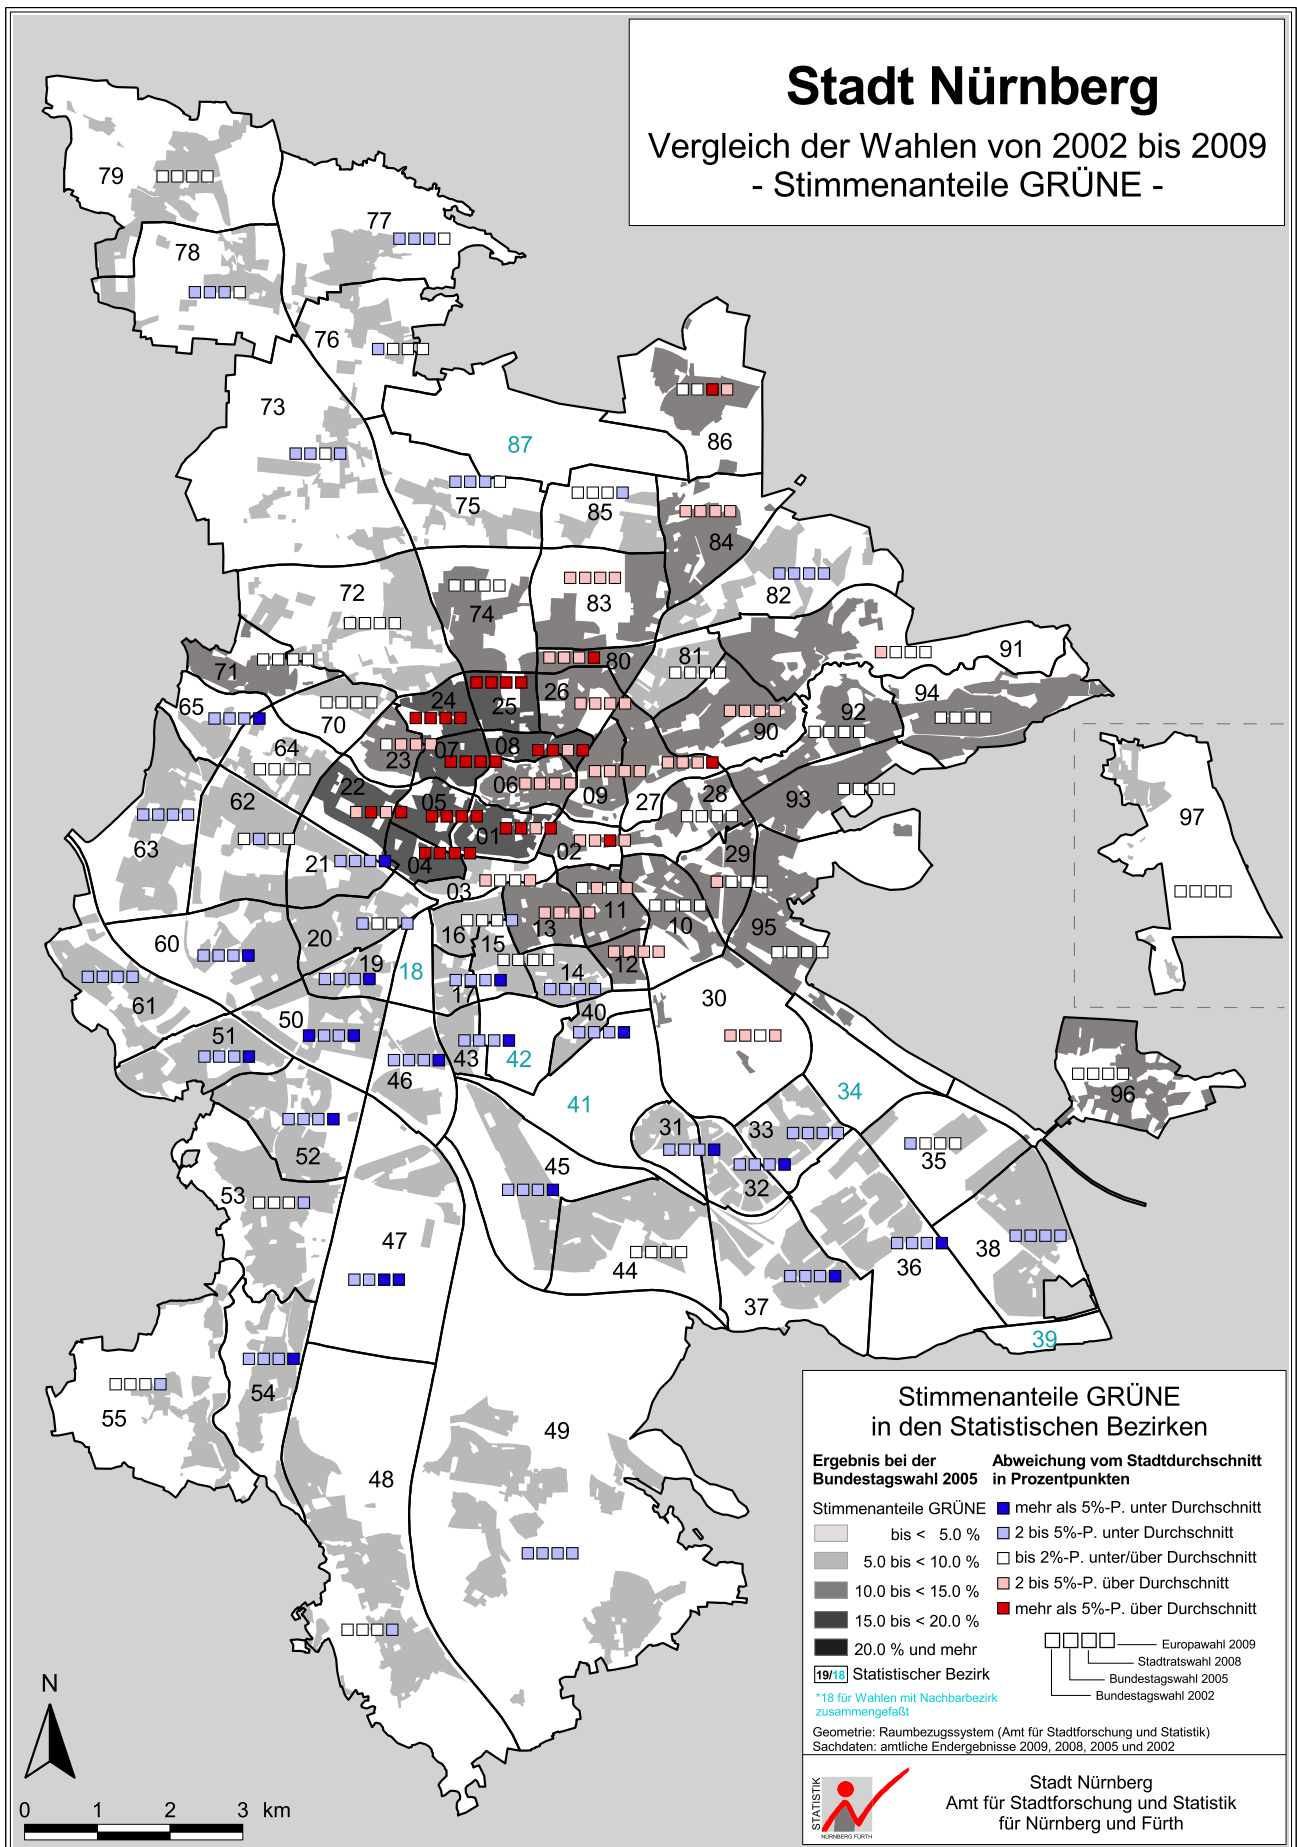 Stadt Nürnberg
Vergleich der Wahlen von 2002 bis 2009
- Stimmenanteile GRÜNE -
79
77
78
76
73
87
86
75
85
84
82
72
74
83
71
80
81
91
94
65
70
24
25
26
92
90
64
23
07
08
22
06
09
27
28
93
97
62
05
63
01
02
29
21
04
03
11
10
95
60
20
16
15
13
12
61
19
18
17
14
30
50
40
51
43
42
46
41
34
96
31
33
35
52
45
32
53
47
44
38
36
37
39
54
55
49
48
Stimmenanteile GRÜNE
in den Statistischen Bezirken
Ergebnis bei der
Bundestagswahl 2005
Stimmenanteile GRÜNE
bis < 5.0 %
5.0 bis < 10.0 %
10.0 bis < 15.0 %
15.0 bis < 20.0 %
20.0 % und mehr
19/18 Statistischer Bezirk
*18 für Wahlen mit Nachbarbezirk
zusammengefaßt
Abweichung vom Stadtdurchschnitt
in Prozentpunkten
mehr als 5%-P. unter Durchschnitt
2 bis 5%-P. unter Durchschnitt
bis 2%-P. unter/über Durchschnitt
2 bis 5%-P. über Durchschnitt
mehr als 5%-P. über Durchschnitt
Europawahl 2009
Stadtratswahl 2008
Bundestagswahl 2005
Bundestagswahl 2002
Geometrie: Raumbezugssystem (Amt für Stadtforschung und Statistik)
Sachdaten: amtliche Endergebnisse 2009, 2008, 2005 und 2002
STATISTIK
NÜRNBERG FÜRTH
Stadt Nürnberg
Amt für Stadtforschung und Statistik
für Nürnberg und Fürth
N
0 1 2 3 km